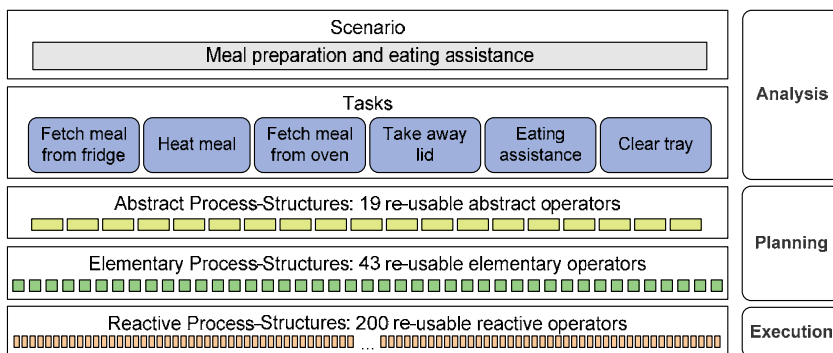 Scenario
Meal preparation and eating assistance
Analysis
Tasks
Fetch meal
from fridge
Heat meal
Fetch meal
from oven
Take away
lid
Eating
assistance
Clear tray
Abstract Process-Structures: 19 re-usable abstract operators
Planning
Elementary Process-Structures: 43 re-usable elementary operators
Reactive Process-Structures: 200 re-usable reactive operators
...
Execution